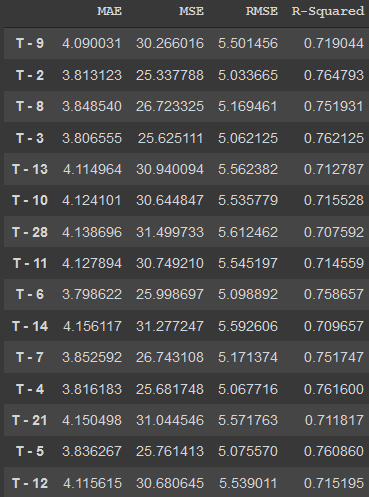 MAE MSE RMSE R-Squared
T - 9 4.090031 30.266016 5.501456 0.719044
T - 2 3.813123 25.337788 5.033665 0.764793
T - 8 3.848540 26.723325 5.169461 0.751931
T - 3 3.806555 25.625111 5.062125 0.762125
T - 13 4.114964 30.940094 5.562382 0.712787
T - 10 4.124101 30.644847 5.535779 0.715528
T - 28 4.138696 31.499733 5.612462 0.707592
T - 11 4.127894 30.749210 5.545197 0.714559
T - 6 3.798622 25.998697 5.098892 0.758657
T - 14 4.156117 31.277247 5.592606 0.709657
T - 7 3.852592 26.743108 5.171374 0.751747
T - 4 3.816183 25.681748 5.067716 0.761600
T - 21 4.150498 31.044546 5.571763 0.711817
T - 5 3.836267 25.761413 5.075570 0.760860
T - 12 4.115615 30.680645 5.539011 0.715195